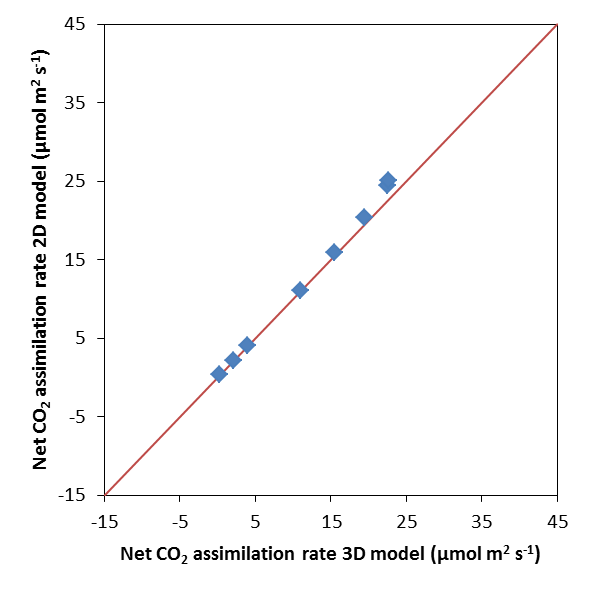 45
35
25
15
5
-5
-15
-15 -5 5 15 25 35 45
Net CO₂ assimilation rate 2D model (µmol m² s⁻¹)
Net CO₂ assimilation rate 3D model (µmol m² s⁻¹)